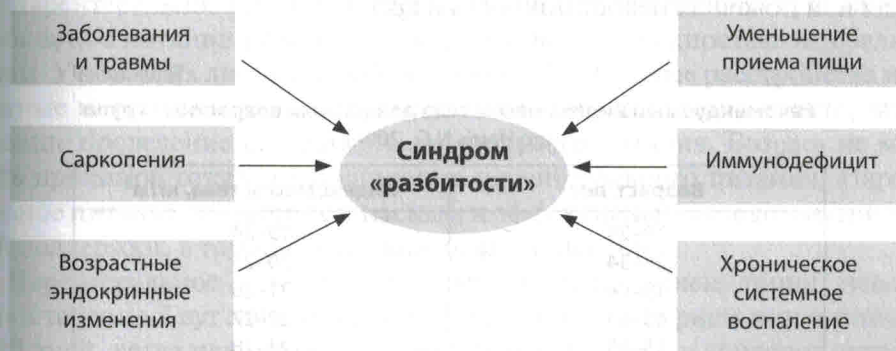 Заболевания
и травмы
Саркопения
Возрастные
эндокринные
изменения
Синдром
«разбитости»
Уменьшение
приема пищи
Иммунодефицит
Хроническое
системное
воспаление